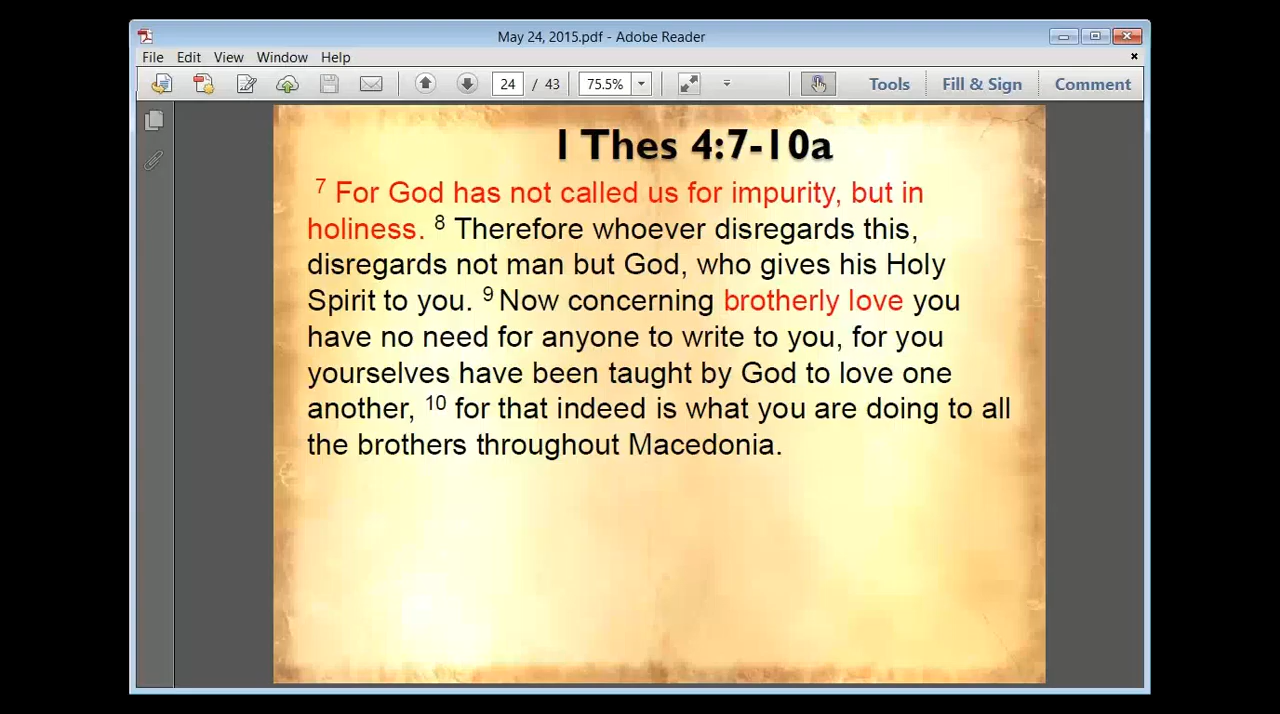 May 24, 2015.pdf - Adobe Reader
File Edit View Window Help
24 / 43 75.5% Tools Fill & Sign Comment
1 Thes 4:7-10a
7 For God has not called us for impurity, but in
holiness. 8 Therefore whoever disregards this,
disregards not man but God, who gives his Holy
Spirit to you. 9 Now concerning brotherly love you
have no need for anyone to write to you, for you
yourselves have been taught by God to love one
another, 10 for that indeed is what you are doing to all
the brothers throughout Macedonia.